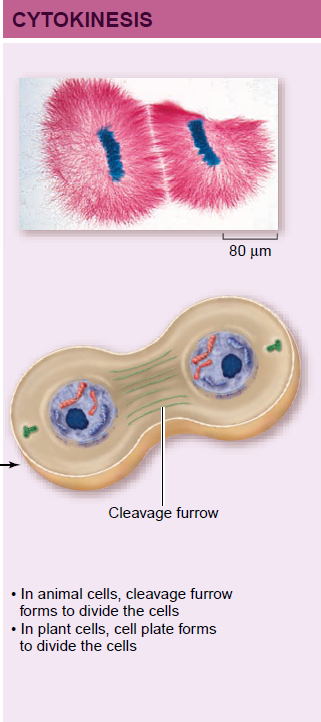 CYTOKINESIS
80 µm
Cleavage furrow
• In animal cells, cleavage furrow
forms to divide the cells
• In plant cells, cell plate forms
to divide the cells